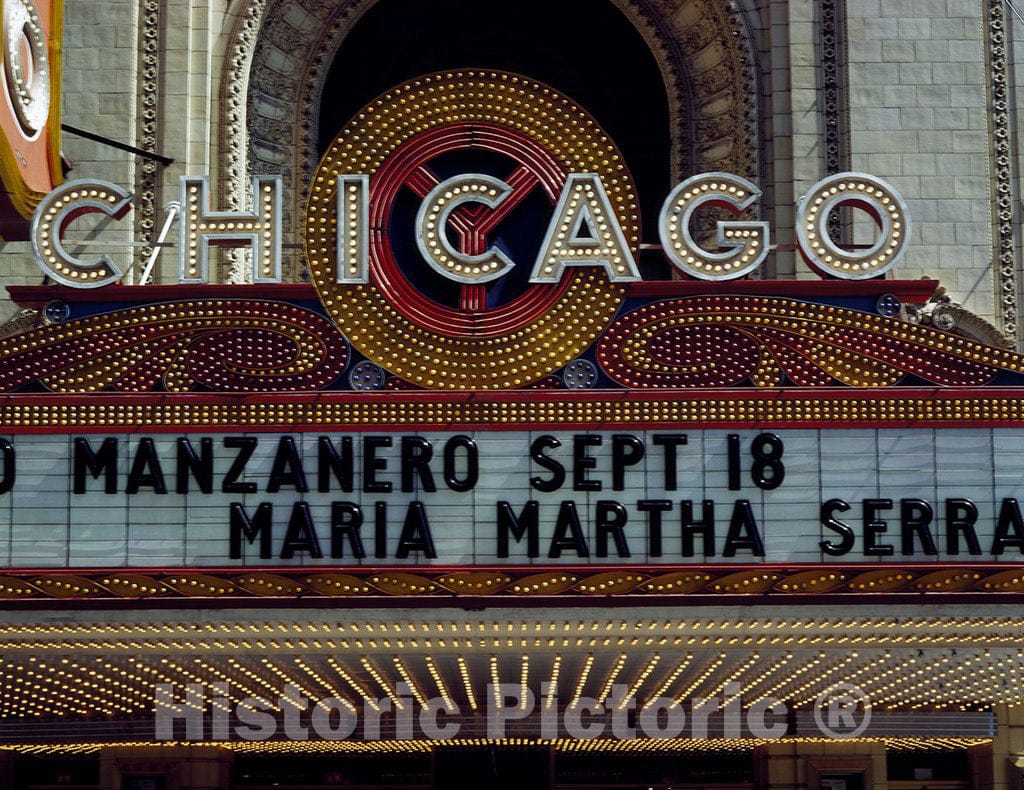 CHICAGO
O MANZANERO SEPT 18
MARIA MARTHA SERRA
Historic Pictoric ®